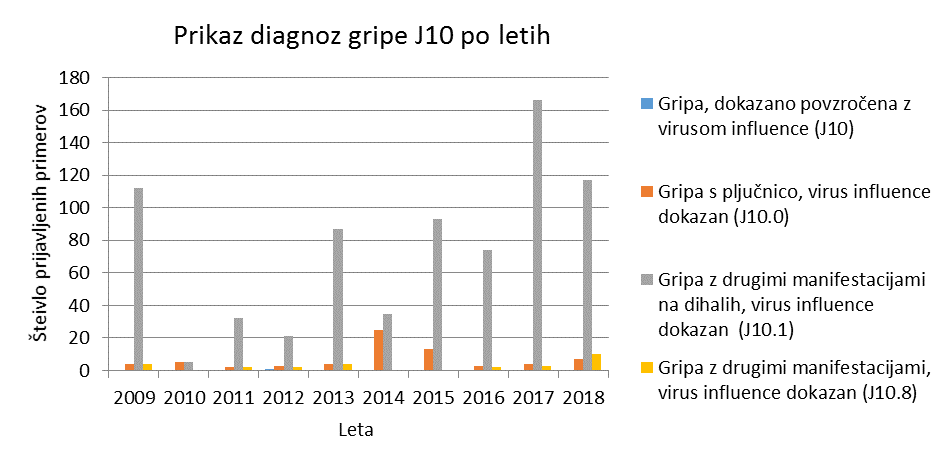 Prikaz diagnoz gripe J10 po letih
Šteivlo prijavljenih primerov
180
160
140
120
100
80
60
40
20
0
2009 2010 2011 2012 2013 2014 2015 2016 2017 2018
Leta
Gripa, dokazano povzročena z
virusom influence (J10)
Gripa s pljučnico, virus influence
dokazan (J10.0)
Gripa z drugimi manifestacijami
na dihalih, virus influence
dokazan (J10.1)
Gripa z drugimi manifestacijami,
virus influence dokazan (J10.8)